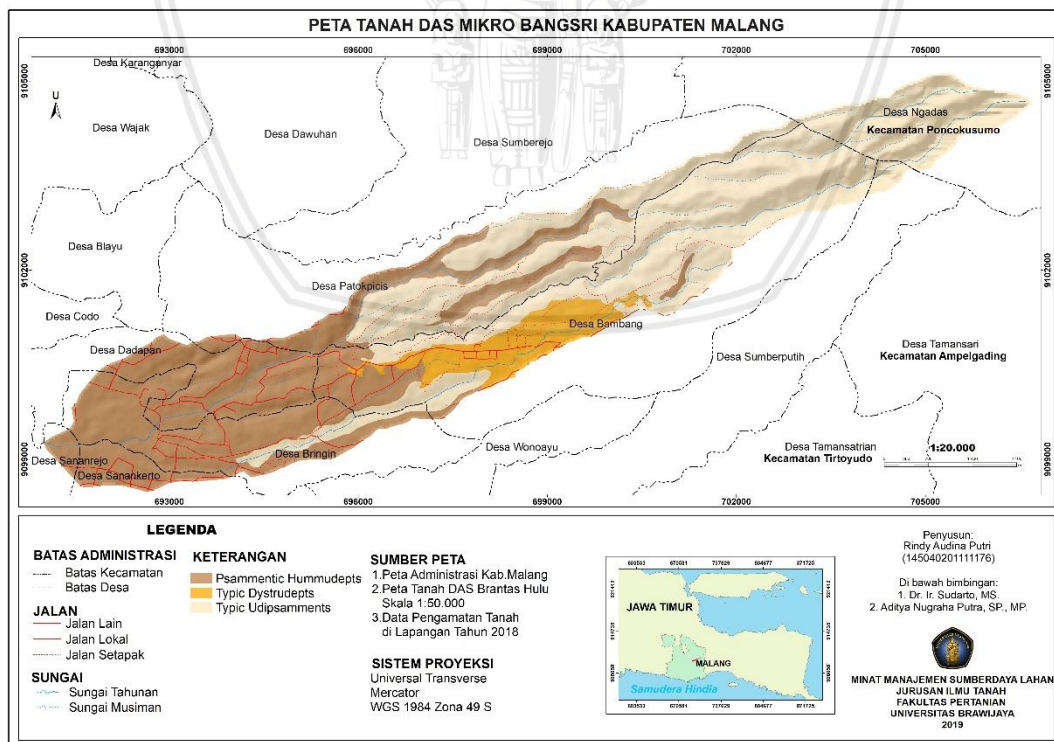 PETA TANAH DAS MIKRO BANGSRI KABUPATEN MALANG
693000 696000 699000 702000 705000
9105000 9105000
Desa Karanganyar
U
Desa Wajak
Desa Dawuhan
Desa Sumberejo
Desa Ngadas
Kecamatan Poncokusumo
Desa Blayu
9102000 9102000
Desa Patokpicis
Desa Codo
Desa Bambang
Desa Dadapan
Desa Sumberputih
Desa Tamansari
Kecamatan Ampelgading
Desa Wonoayu
Desa Bringin
Desa Sananrejo
Desa Sanankerto
Desa Tamansatrian
Kecamatan Tirtoyudo
1:20.000
9099000 9099000
693000 696000 699000 702000 705000
LEGENDA
BATAS ADMINISTRASI
Batas Kecamatan
Batas Desa
JALAN
Jalan Lain
Jalan Lokal
Jalan Setapak
SUNGAI
Sungai Tahunan
Sungai Musiman
KETERANGAN
Psammentic Hummudepts
Typic Dystrudepts
Typic Udipsamments
SUMBER PETA
1.Peta Administrasi Kab.Malang
2.Peta Tanah DAS Brantas Hulu
Skala 1:50.000
3.Data Pengamatan Tanah
di Lapangan Tahun 2018
SISTEM PROYEKSI
Universal Transverse
Mercator
WGS 1984 Zona 49 S
JAWA TIMUR
MALANG
Samudera Hindia
Penyusun:
Rindy Audina Putri
(145040201111176)
Di bawah bimbingan:
1. Dr. Ir. Sudarto, MS.
2. Aditya Nugraha Putra, SP., MP.
MINAT MANAJEMEN SUMBERDAYA LAHAN
JURUSAN ILMU TANAH
FAKULTAS PERTANIAN
UNIVERSITAS BRAWIJAYA
2019